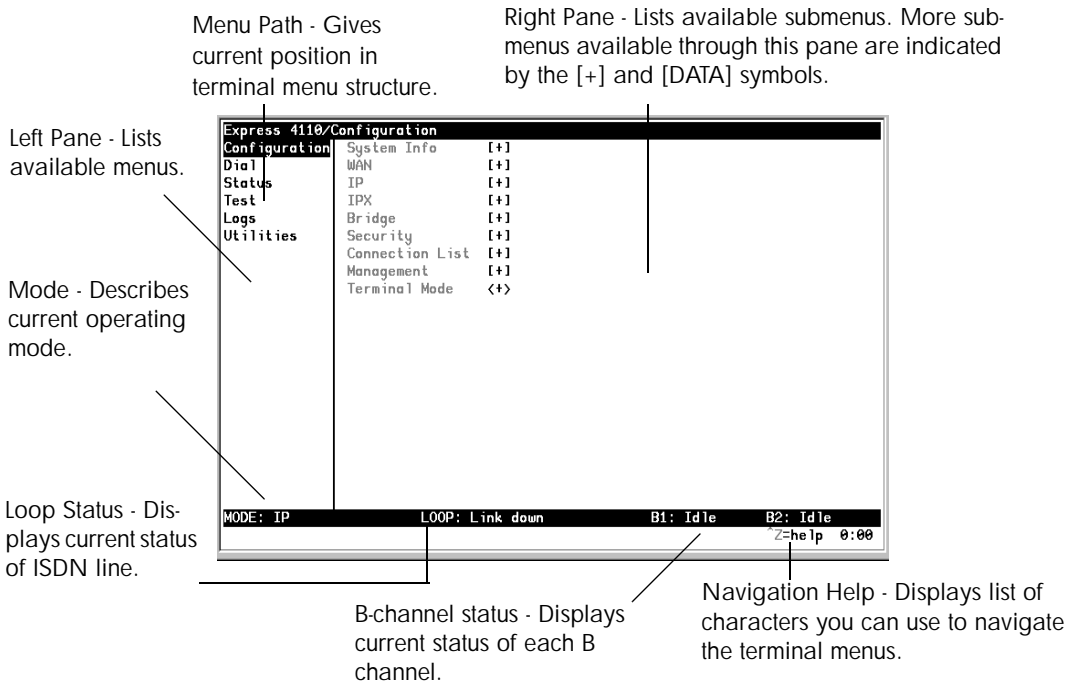 Menu Path - Gives
current position in
terminal menu structure.
Right Pane - Lists available submenus. More sub-
menus available through this pane are indicated
by the [+] and [DATA] symbols.
Left Pane - Lists
available menus.
Mode - Describes
current operating
mode.
Loop Status - Dis-
plays current status
of ISDN line.
Express 4110/Configuration
Configuration System Info [+]
Dial WAN [+]
Status IP [+]
Test IPX [+]
Logs Bridge [+]
Utilities Security [+]
Connection List [+]
Management [+]
Terminal Mode <+>
MODE: IP LOOP: Link down B1: Idle B2: Idle
^Z=help 0:00
B-channel status - Displays
current status of each B
channel.
Navigation Help - Displays list of
characters you can use to navigate
the terminal menus.